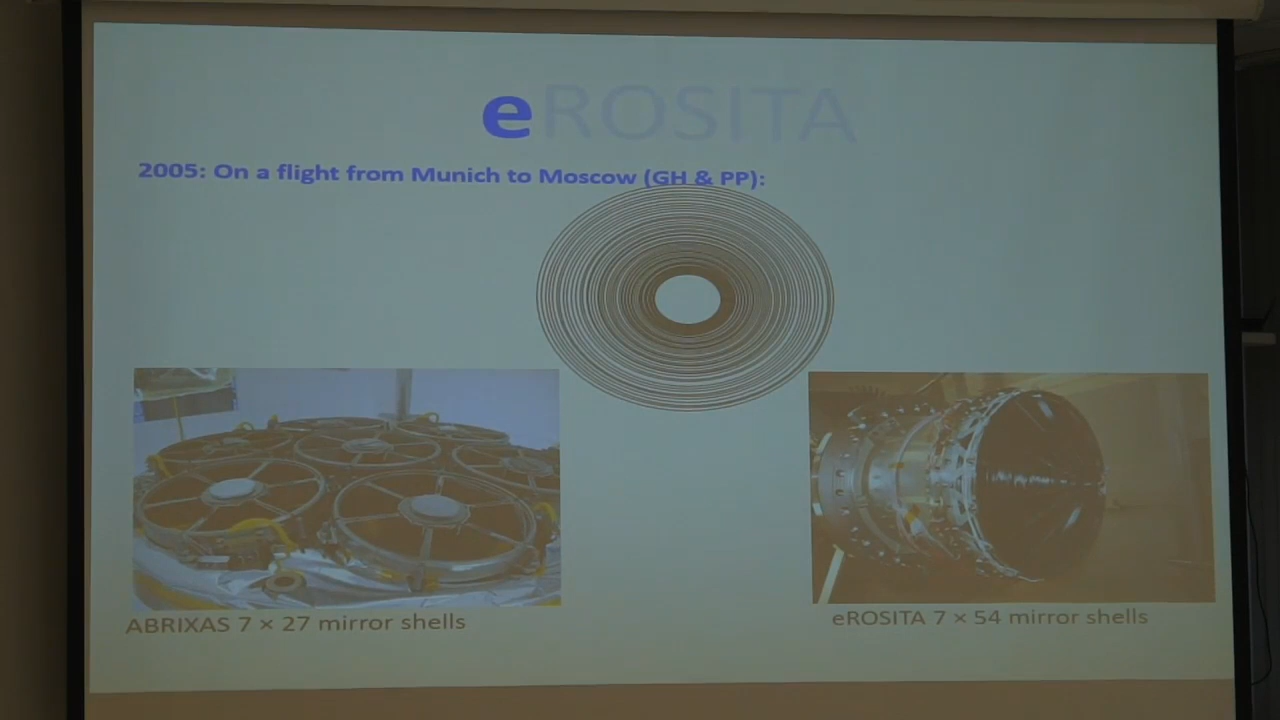 eROSITA
2005: On a flight from Munich to Moscow (GH & PP):
ABRIXAS 7 × 27 mirror shells
eROSITA 7 × 54 mirror shells